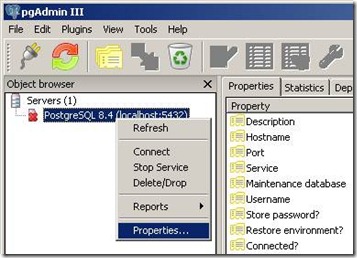 pgAdmin III
File Edit Plugins View Tools Help
Object browser
Servers (1)
PostgreSQL 8.4 (localhost:5432)
Refresh
Connect
Stop Service
Delete/Drop
Reports
Properties...
Properties Statistics Dep
Property
Description
Hostname
Port
Service
Maintenance database
Username
Store password?
Restore environment?
Connected?